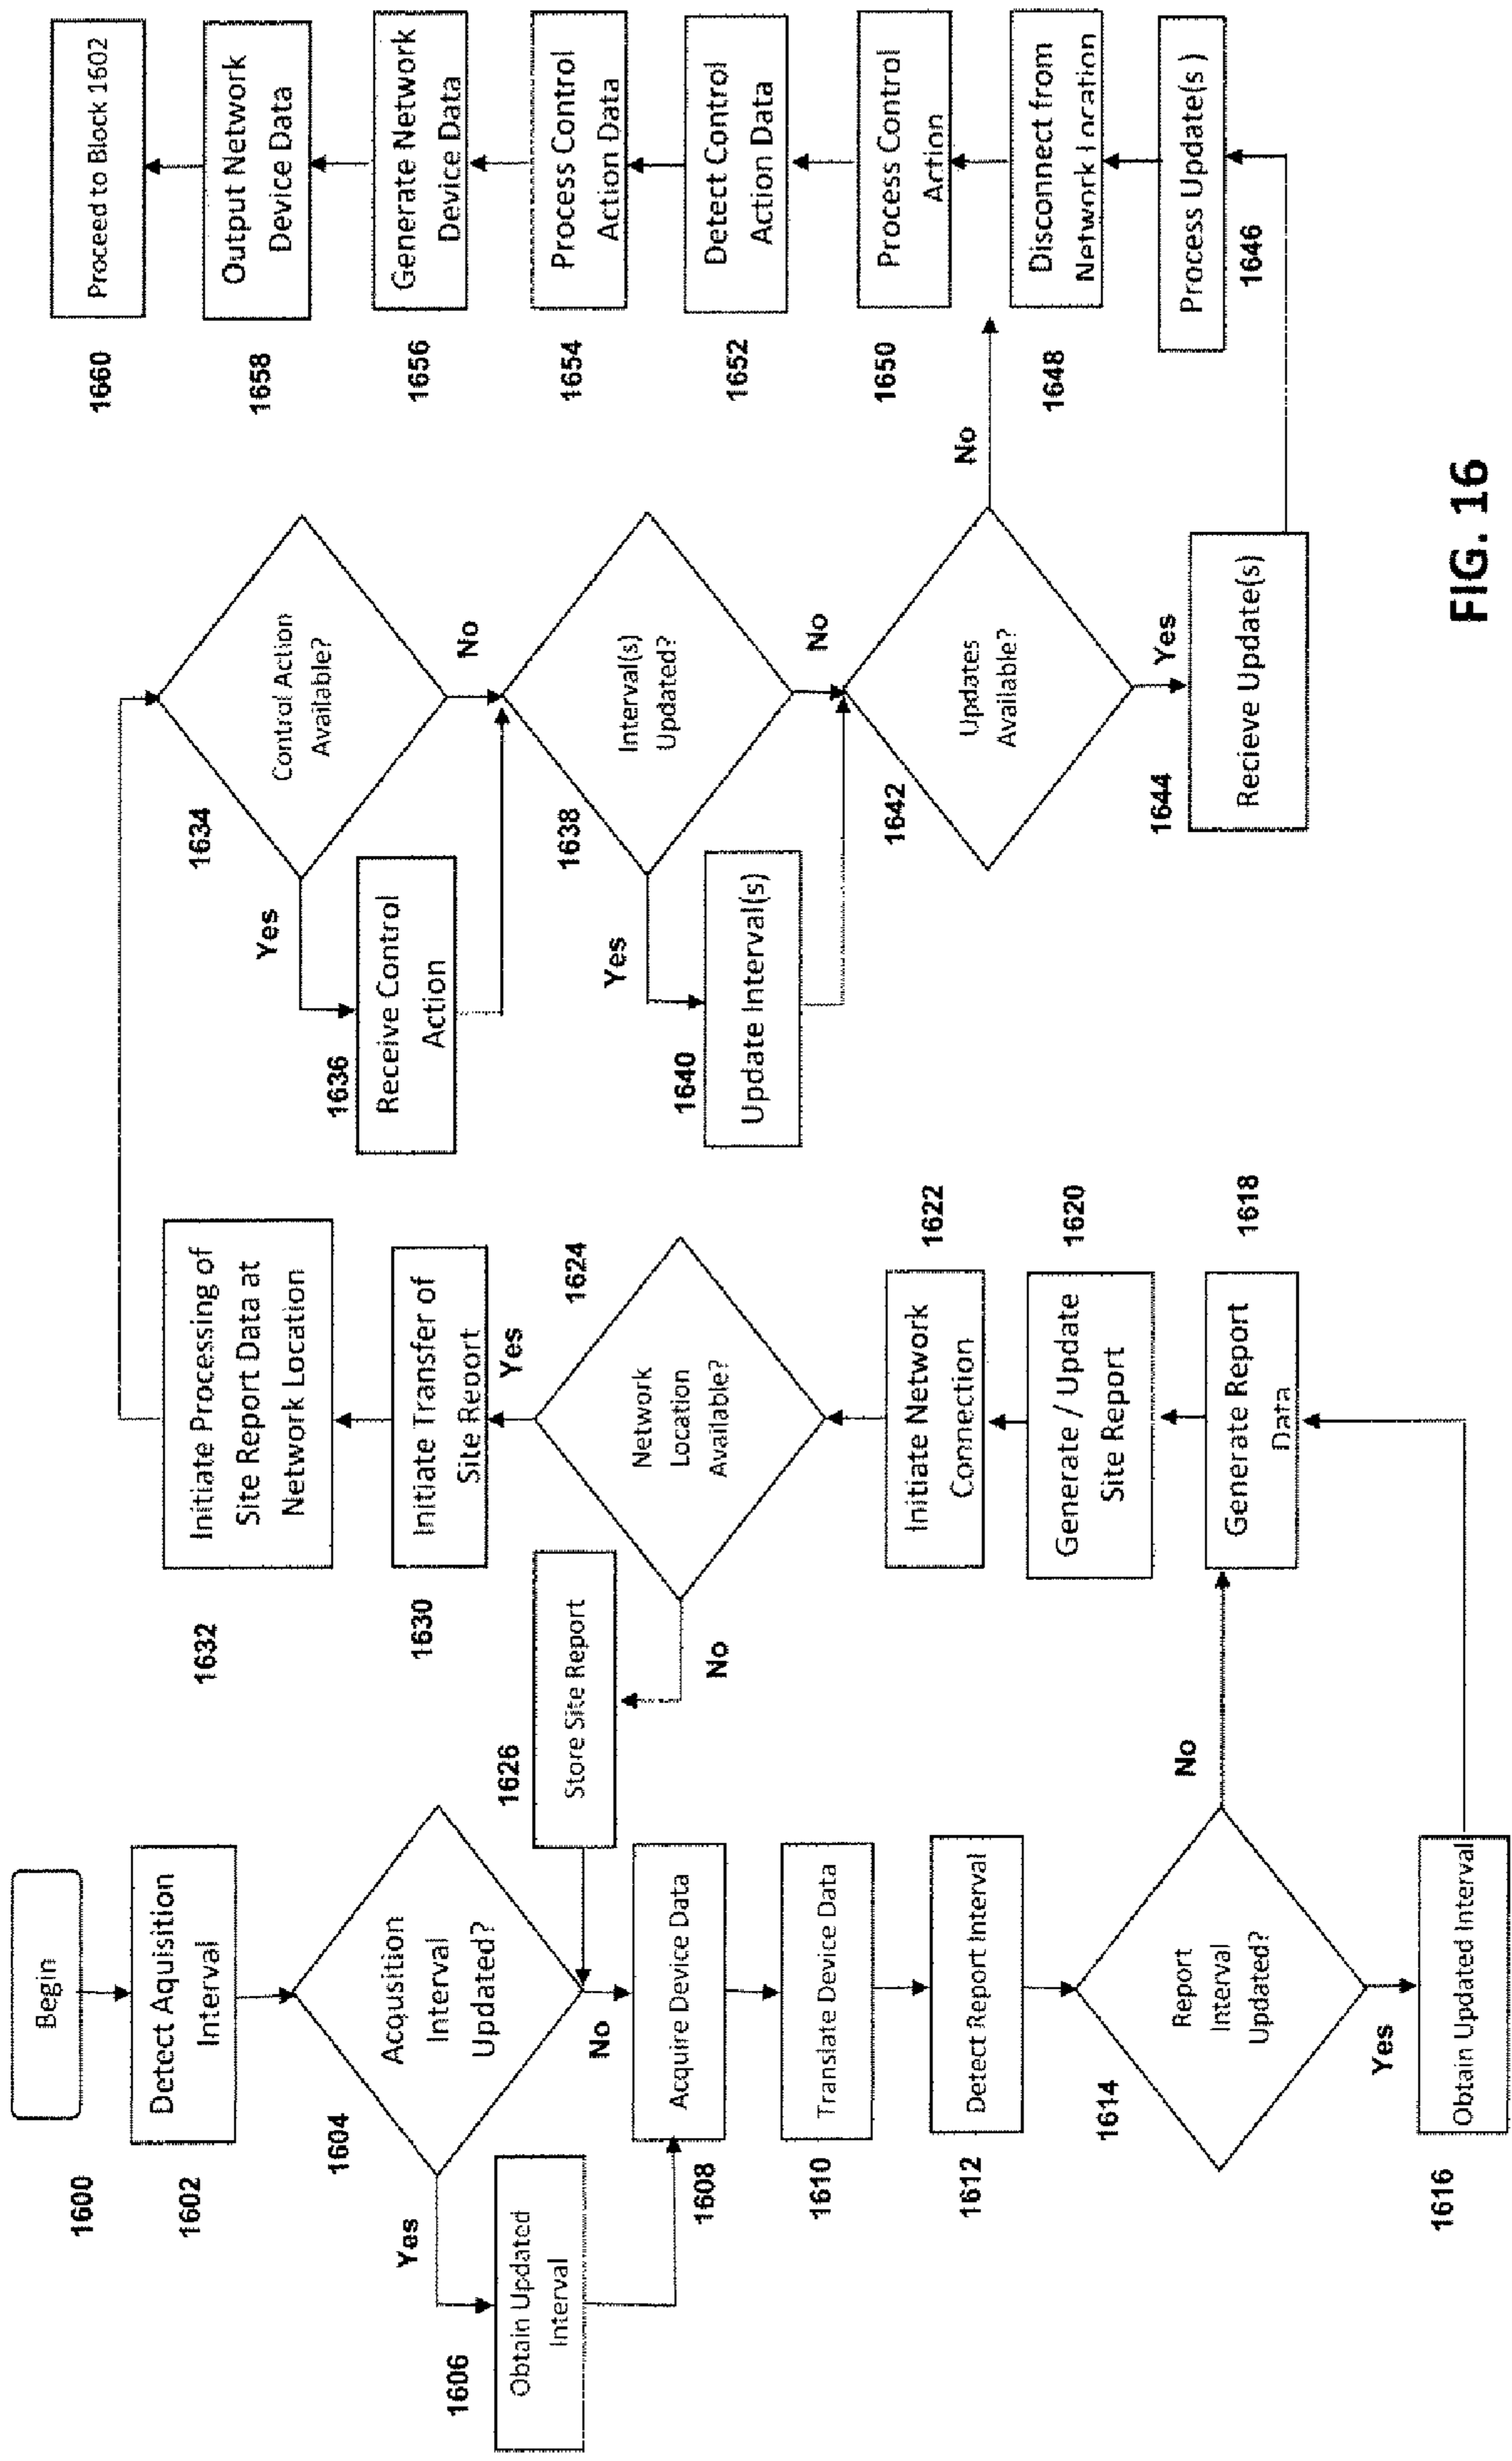 Begin
1600
Detect Aquisition
Interval
1602
Acqusition
Interval
Updated?
1604
Yes
No
Obtain Updated
Interval
1606
Acquire Device Data
1608
Translate Device Data
1610
Detect Report Interval
1612
Report
Interval
Updated?
1614
No
Yes
Obtain Updated Interval
1616
Generate Report
Data
1618
Generate / Update
Site Report
1620
Initiate Network
Connection
1622
Network
Location
Available?
1624
No
Yes
Store Site Report
1626
Initiate Transfer of
Site Report
1630
Initiate Processing of
Site Report Data at
Network Location
1632
Control Action
Available?
1634
Yes
No
Receive Control
Action
1636
Interval(s)
Updated?
1638
Yes
No
Update Interval(s)
1640
Updates
Available?
1642
No
Yes
Recieve Update(s)
1644
Process Update(s)
1646
Disconnect from
Network Location
1648
Process Control
Action
1650
Detect Control
Action Data
1652
Process Control
Action Data
1654
Generate Network
Device Data
1656
Output Network
Device Data
1658
Proceed to Block 1602
1660
FIG. 16